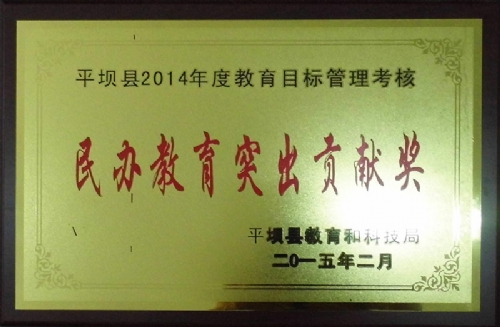 平坝县2014年度教育目标管理考核
民办教育突出贡献奖
平坝县教育和科技局
二0一五年二月